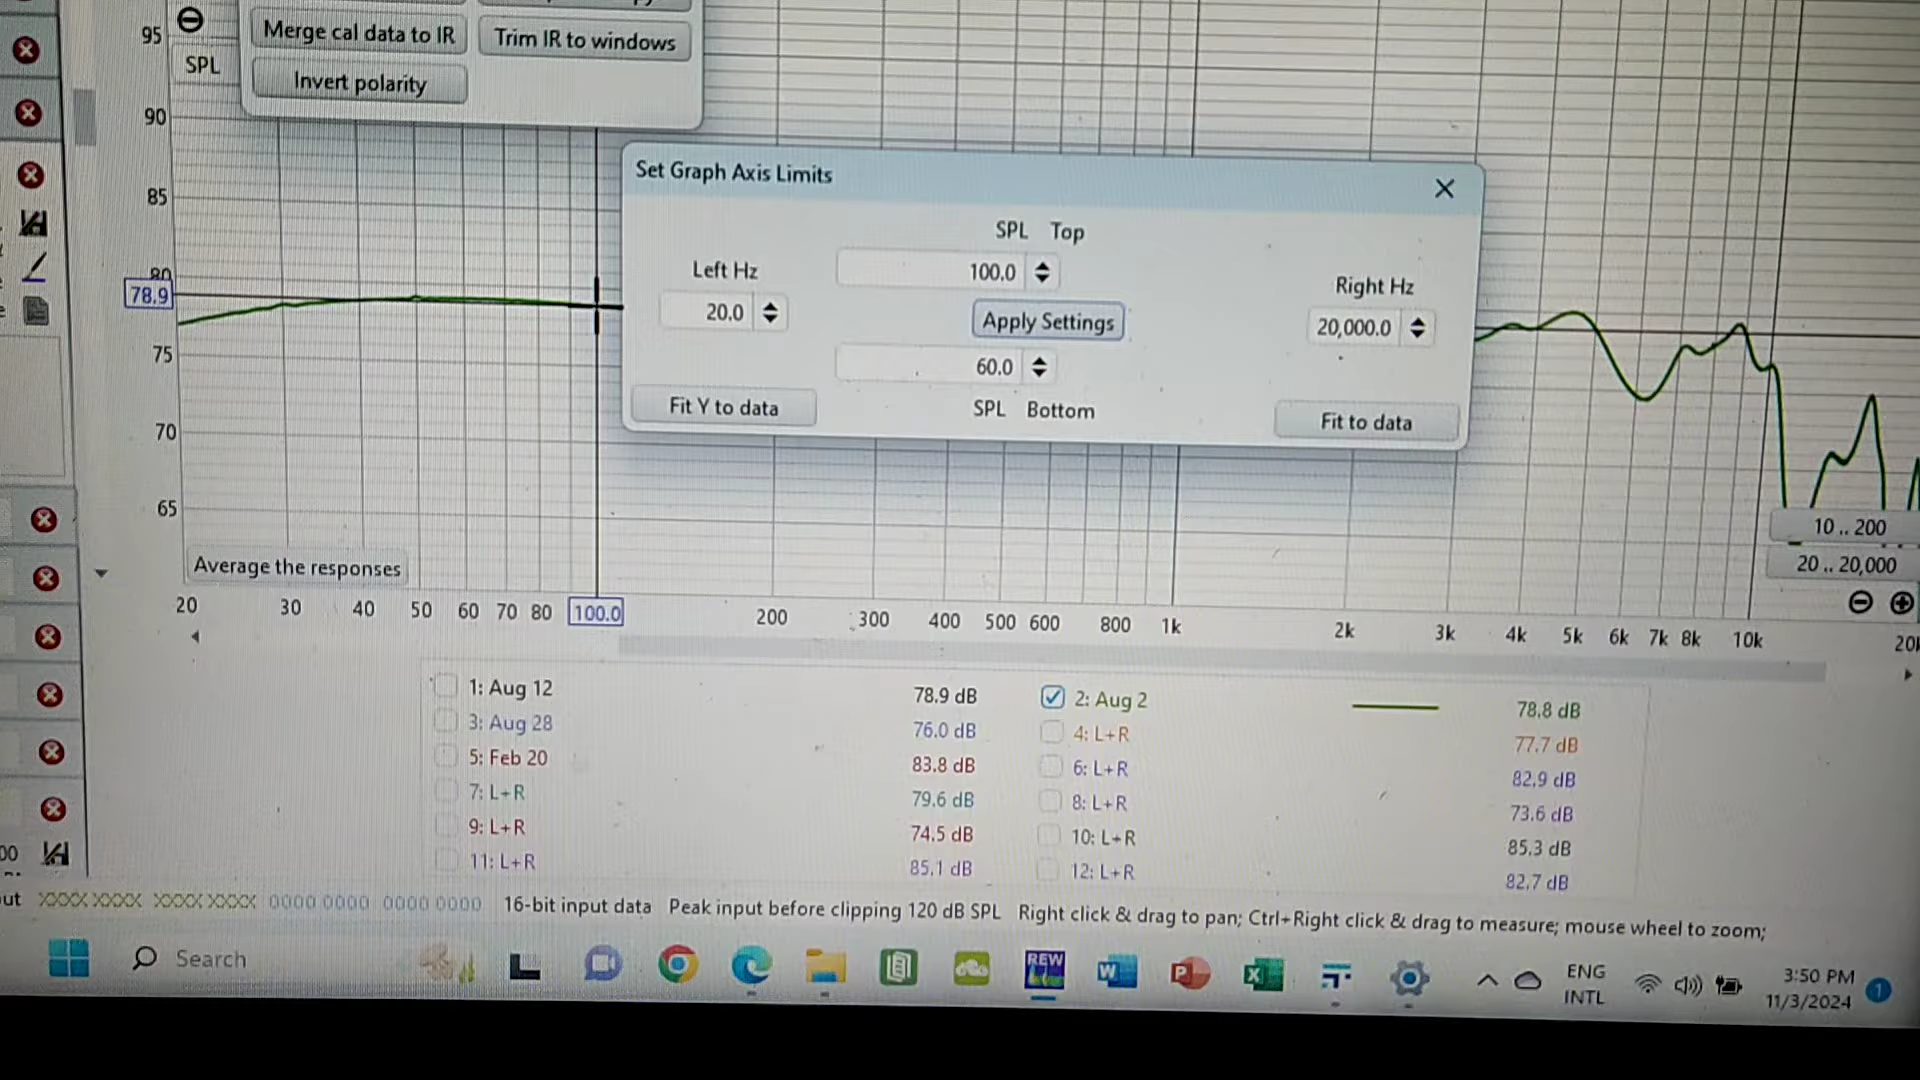 95
SPL
Merge cal data to IR
Trim IR to windows
Invert polarity
90
85
80
78.9
75
70
65
Set Graph Axis Limits
SPL Top
Left Hz
100.0
Right Hz
20.0
Apply Settings
20,000.0
60.0
Fit Y to data
SPL Bottom
Fit to data
10 .. 200
20 .. 20,000
Average the responses
20 30 40 50 60 70 80 100.0 200 300 400 500 600 800 1k 2k 3k 4k 5k 6k 7k 8k 10k
1: Aug 12 78.9 dB 2: Aug 2 78.8 dB
3: Aug 28 76.0 dB 4: L+R 77.7 dB
5: Feb 20 83.8 dB 6: L+R 82.9 dB
7: L+R 79.6 dB 8: L+R 73.6 dB
9: L+R 74.5 dB 10: L+R 85.3 dB
11: L+R 85.1 dB 12: L+R 82.7 dB
XXXX XXXX XXXX XXXX 0000 0000 0000 0000 16-bit input data Peak input before clipping 120 dB SPL Right click & drag to pan; Ctrl+Right click & drag to measure; mouse wheel to zoom;
Search
REW
W
P
X
ENG
INTL
3:50 PM
11/3/2024
1